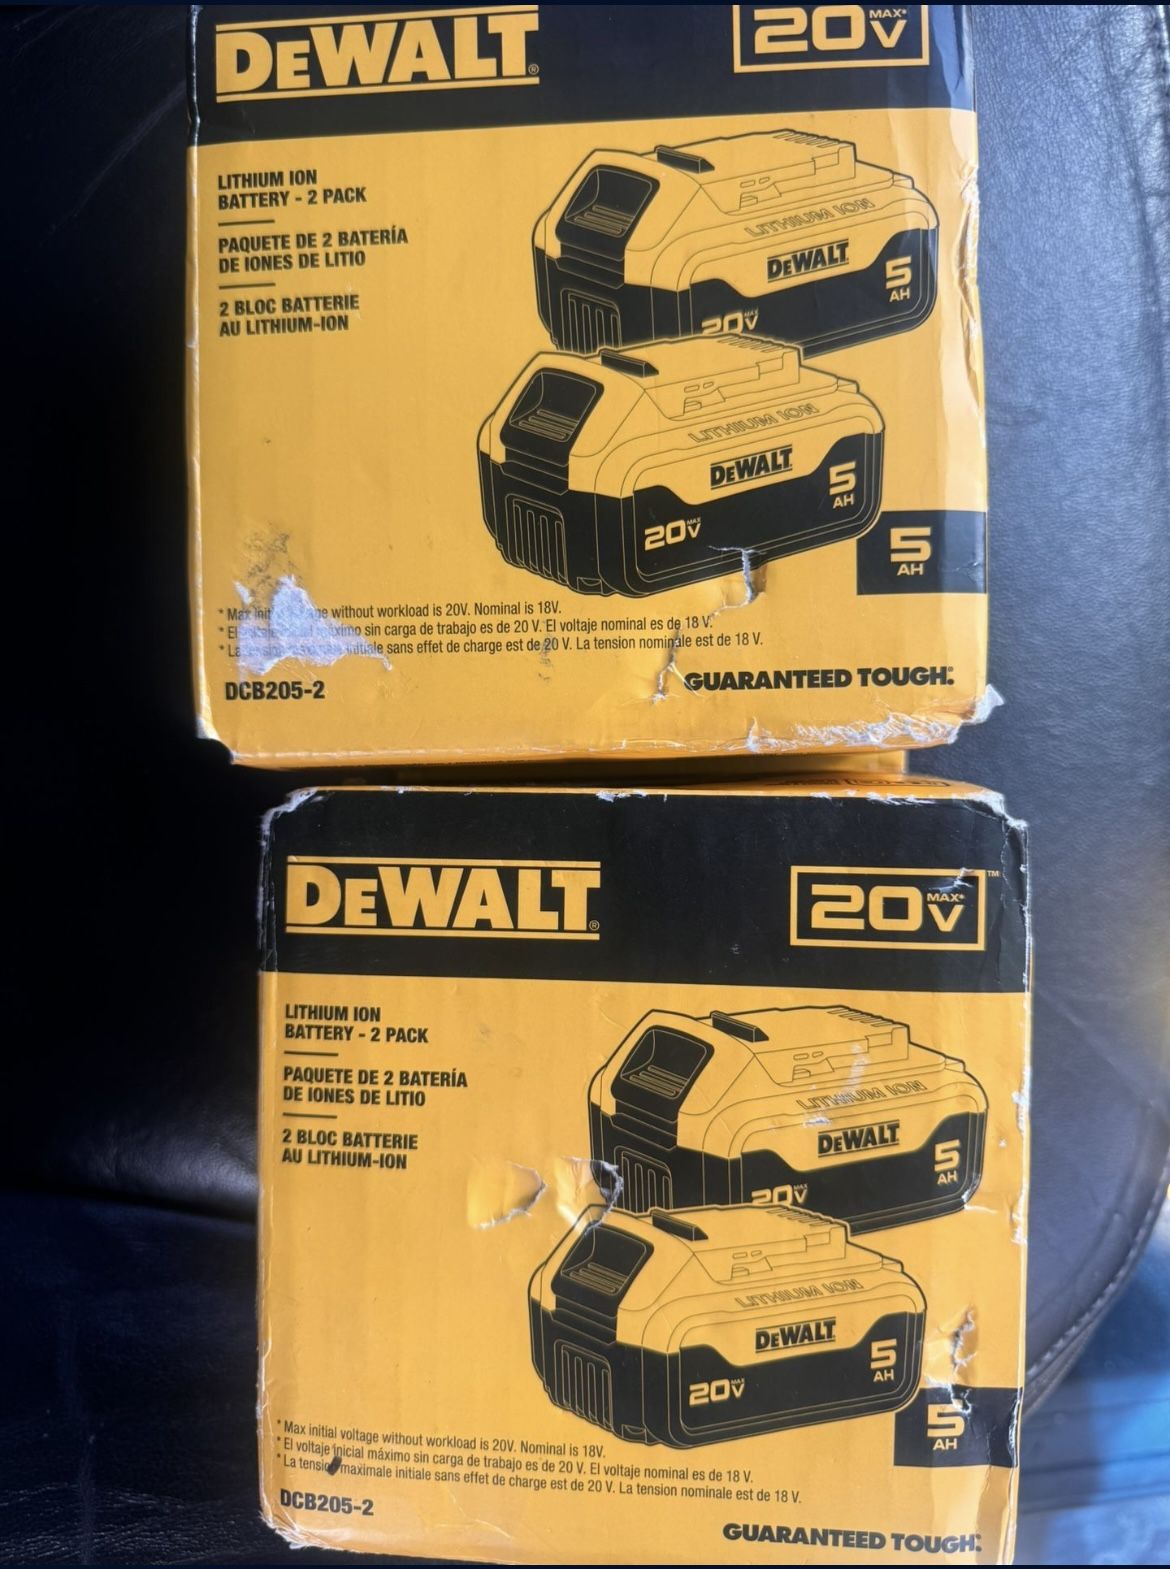 DEWALT®
20V MAX*
LITHIUM ION
BATTERY - 2 PACK
PAQUETE DE 2 BATERÍA
DE IONES DE LITIO
2 BLOC BATTERIE
AU LITHIUM-ION
LITHIUM ION
DEWALT
5
AH
20V MAX
LITHIUM ION
DEWALT
5
AH
20V MAX
5
AH
* Max without workload is 20V. Nominal is 18V.
* El máximo sin carga de trabajo es de 20 V. El voltaje nominal es de 18 V.
* La initiale sans effet de charge est de 20 V. La tension nominale est de 18 V.
DCB205-2
GUARANTEED TOUGH®.
DEWALT®
20V MAX* ™
LITHIUM ION
BATTERY - 2 PACK
PAQUETE DE 2 BATERÍA
DE IONES DE LITIO
2 BLOC BATTERIE
AU LITHIUM-ION
LITHIUM ION
DEWALT
5
AH
20V MAX
LITHIUM ION
DEWALT
5
AH
20V MAX
5
AH
* Max initial voltage without workload is 20V. Nominal is 18V.
* El voltaje inicial máximo sin carga de trabajo es de 20 V. El voltaje nominal es de 18 V.
* La tension maximale initiale sans effet de charge est de 20 V. La tension nominale est de 18 V.
DCB205-2
GUARANTEED TOUGH®.